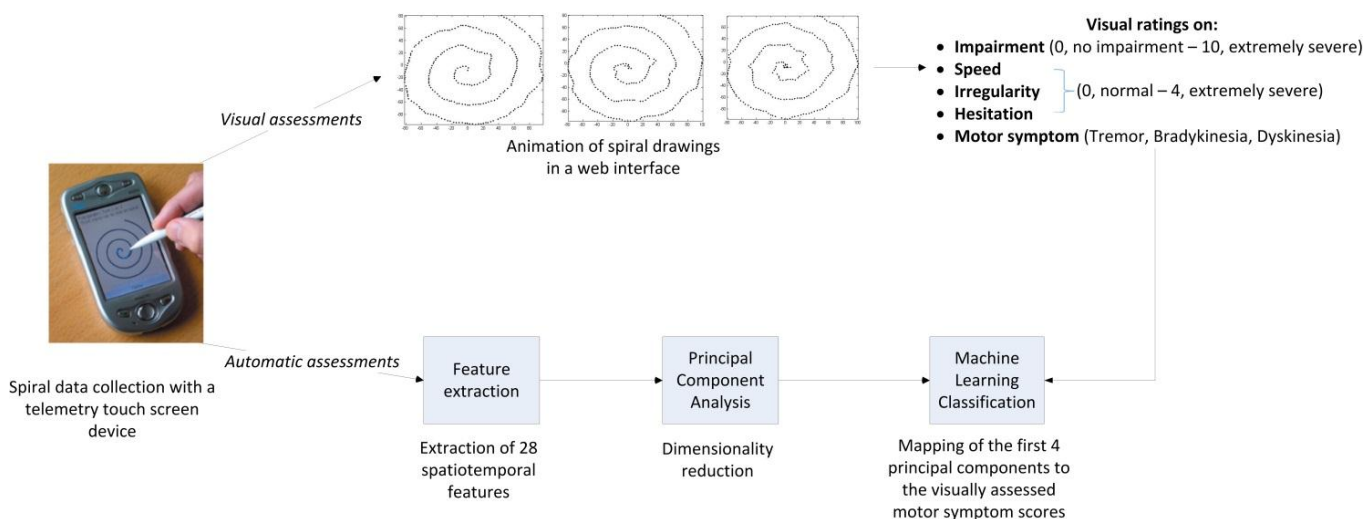 Visual assessments
Animation of spiral drawings
in a web interface
Visual ratings on:
• Impairment (0, no impairment – 10, extremely severe)
• Speed
• Irregularity
(0, normal – 4, extremely severe)
• Hesitation
• Motor symptom (Tremor, Bradykinesia, Dyskinesia)
Spiral data collection with a
telemetry touch screen
device
Automatic assessments
Feature
extraction
Extraction of 28
spatiotemporal
features
Principal
Component
Analysis
Dimensionality
reduction
Machine
Learning
Classification
Mapping of the first 4
principal components to
the visually assessed
motor symptom scores